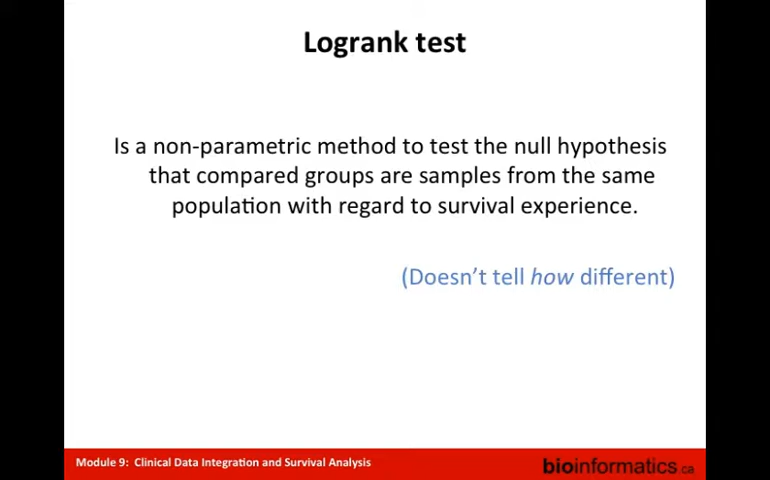 Logrank test
Is a non-parametric method to test the null hypothesis
that compared groups are samples from the same
population with regard to survival experience.
(Doesn't tell how different)
Module 9: Clinical Data Integration and Survival Analysis
bioinformatics.ca